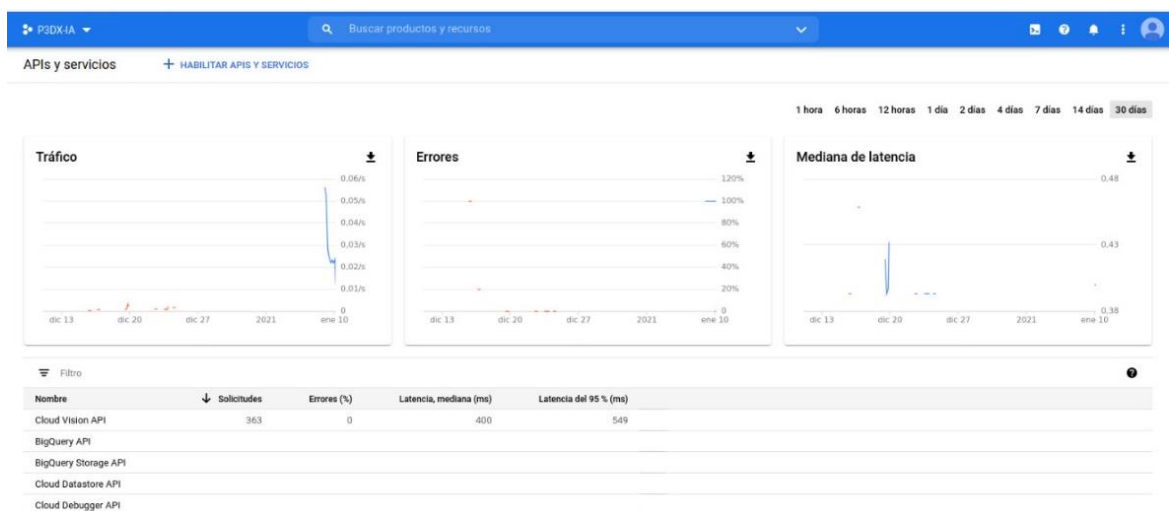 P3DX-IA
Buscar productos y recursos
APIs y servicios
+ HABILITAR APIS Y SERVICIOS
1 hora 6 horas 12 horas 1 día 2 días 4 días 7 días 14 días 30 días
Tráfico
0,06/s
0,05/s
0,04/s
0,03/s
0,02/s
0,01/s
0
dic 13 dic 20 dic 27 2021 ene 10
Errores
120%
100%
80%
60%
40%
20%
0
dic 13 dic 20 dic 27 2021 ene 10
Mediana de latencia
0,48
0,43
0,38
dic 13 dic 20 dic 27 2021 ene 10
Filtro
Nombre Solicitudes Errores (%) Latencia, mediana (ms) Latencia del 95 % (ms)
Cloud Vision API 363 0 400 549
BigQuery API
BigQuery Storage API
Cloud Datastore API
Cloud Debugger API